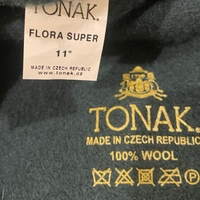 TONAK.
FLORA SUPER
11"
MADE IN CZECH REPUBLIC
www.tonak.cz
TONAK.
MADE IN CZECH REPUBLIC
100% WOOL
P